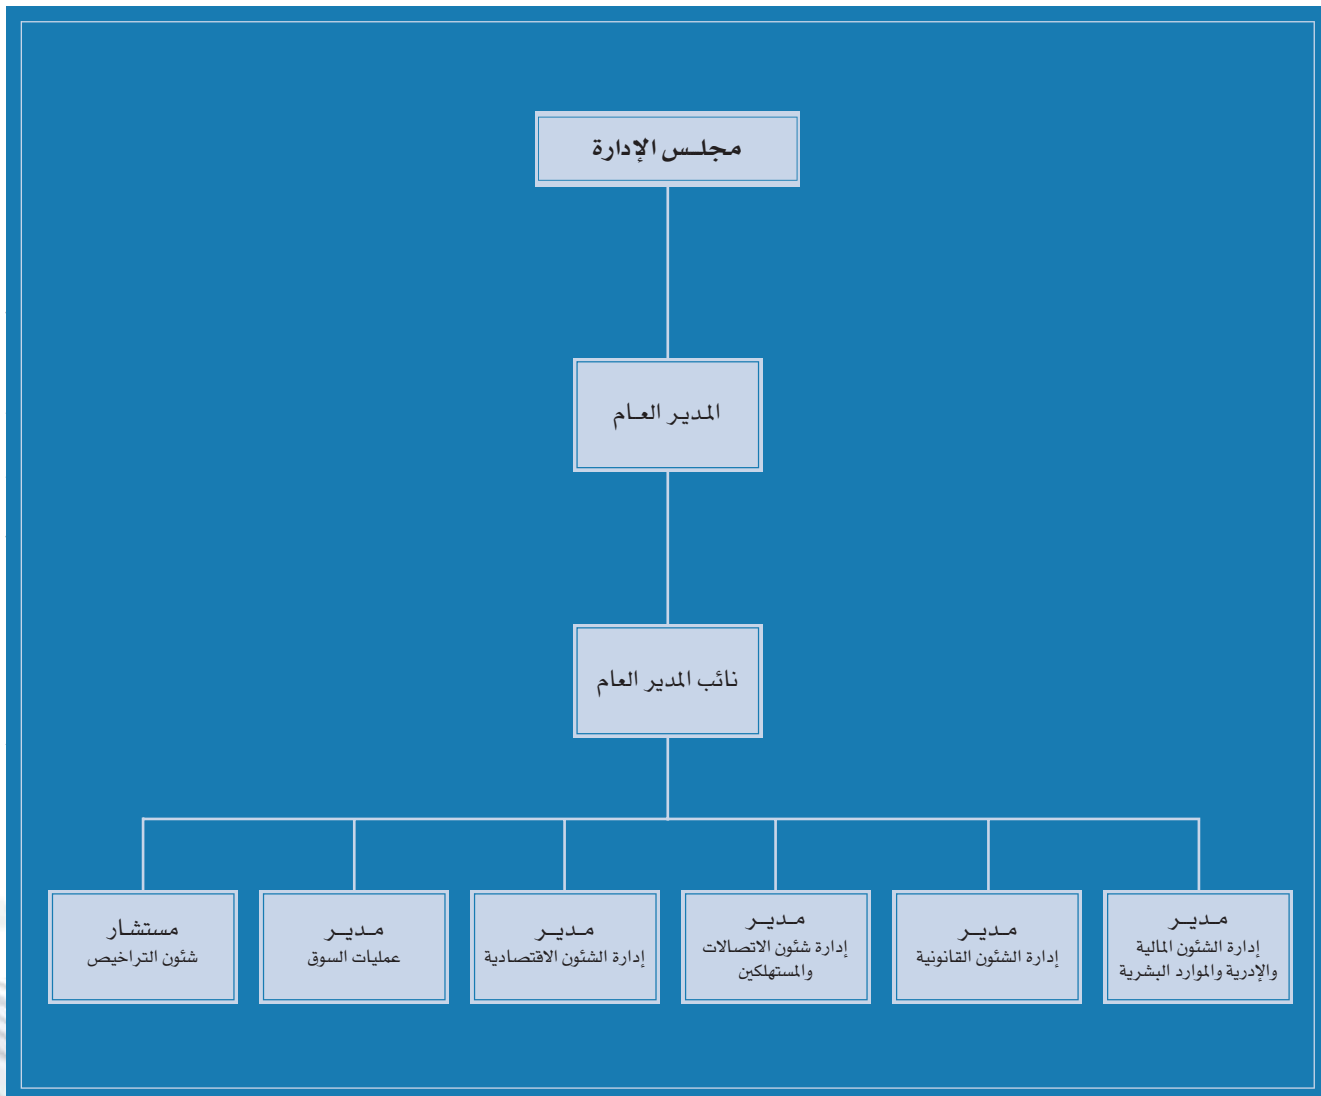 مجلس الإدارة
المدير العام
نائب المدير العام
مدير
إدارة الشئون المالية
والإدرية والموارد البشرية
مدير
إدارة الشئون القانونية
مدير
إدارة شئون الاتصالات
والمستهلكين
مدير
إدارة الشئون الاقتصادية
مدير
عمليات السوق
مستشار
شئون التراخيص